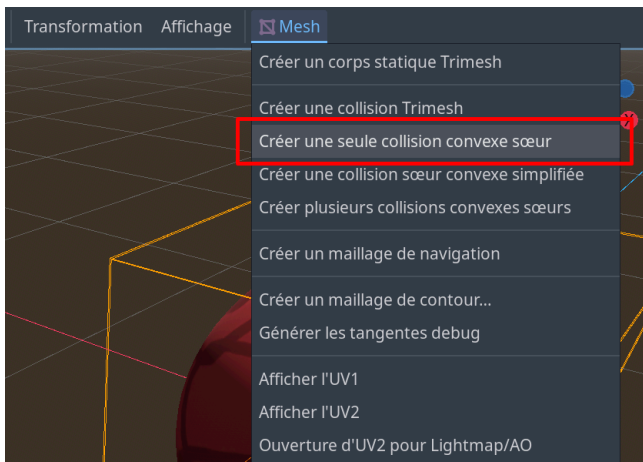 Transformation Affichage Mesh
Créer un corps statique Trimesh
Créer une collision Trimesh
Créer une seule collision convexe sœur
Créer une collision sœur convexe simplifiée
Créer plusieurs collisions convexes sœurs
Créer un maillage de navigation
Créer un maillage de contour...
Générer les tangentes debug
Afficher l'UV1
Afficher l'UV2
Ouverture d'UV2 pour Lightmap/AO